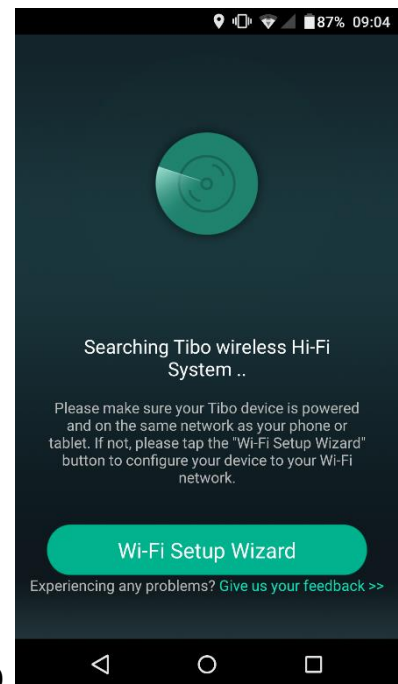 87% 09:04
Searching Tibo wireless Hi-Fi
System ..
Please make sure your Tibo device is powered
and on the same network as your phone or
tablet. If not, please tap the "Wi-Fi Setup Wizard"
button to configure your device to your Wi-Fi
network.
Wi-Fi Setup Wizard
Experiencing any problems? Give us your feedback >>